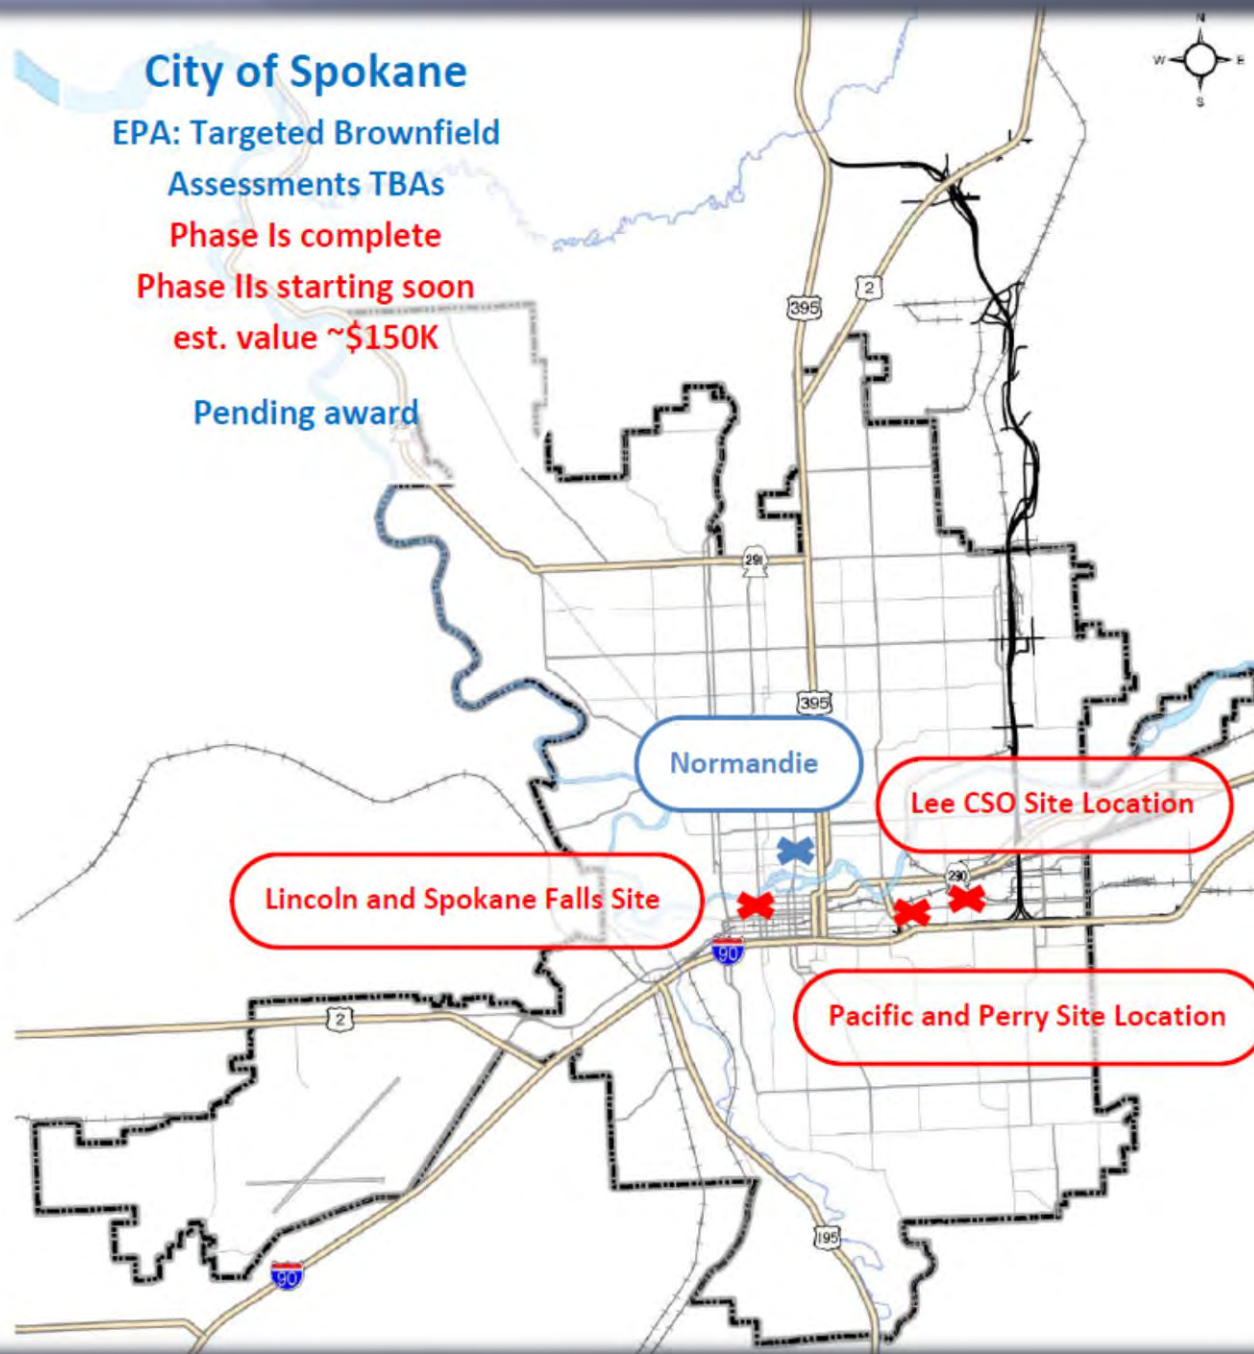 City of Spokane
EPA: Targeted Brownfield
Assessments TBAs
Phase Is complete
Phase IIs starting soon
est. value ~$150K
Pending award
N
W
E
S
2
395
291
395
Normandie
Lee CSO Site Location
290
Lincoln and Spokane Falls Site
90
Pacific and Perry Site Location
2
195
90